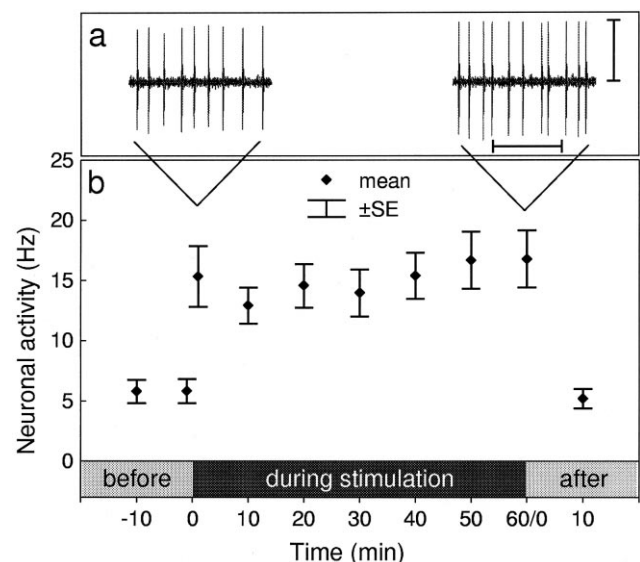 a
b
25
20
15
10
5
0
Neuronal activity (Hz)
mean
±SE
before
during stimulation
after
-10 0 10 20 30 40 50 60/0 10
Time (min)